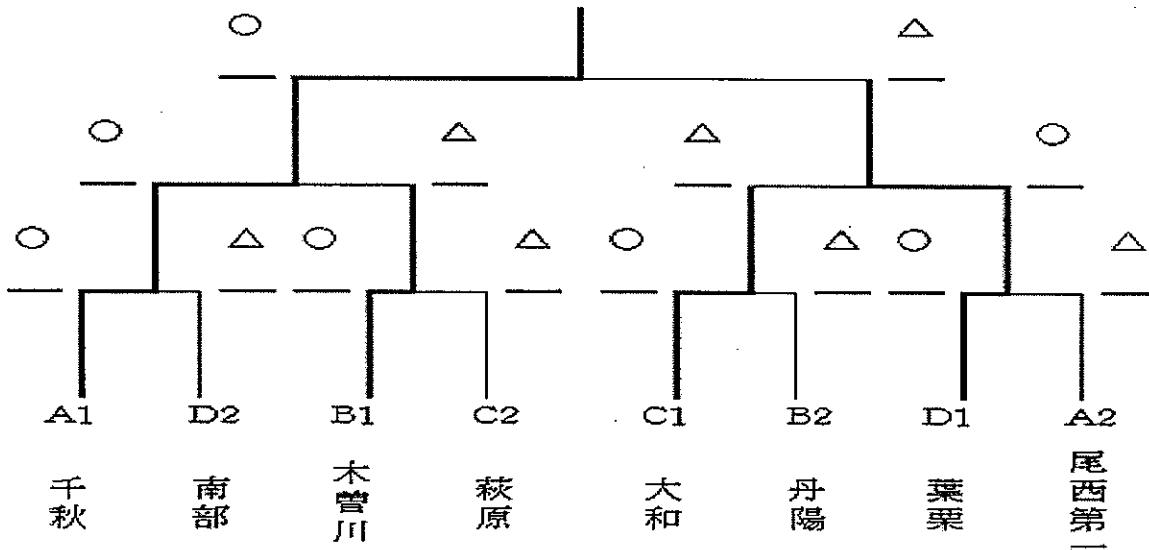 ○ △
○ △ △ ○
○ △ ○ △ ○ △ ○ △
A1 D2 B1 C2 C1 B2 D1 A2
千秋 南部 木曽川 萩原 大和 丹陽 葉栗 尾西第一